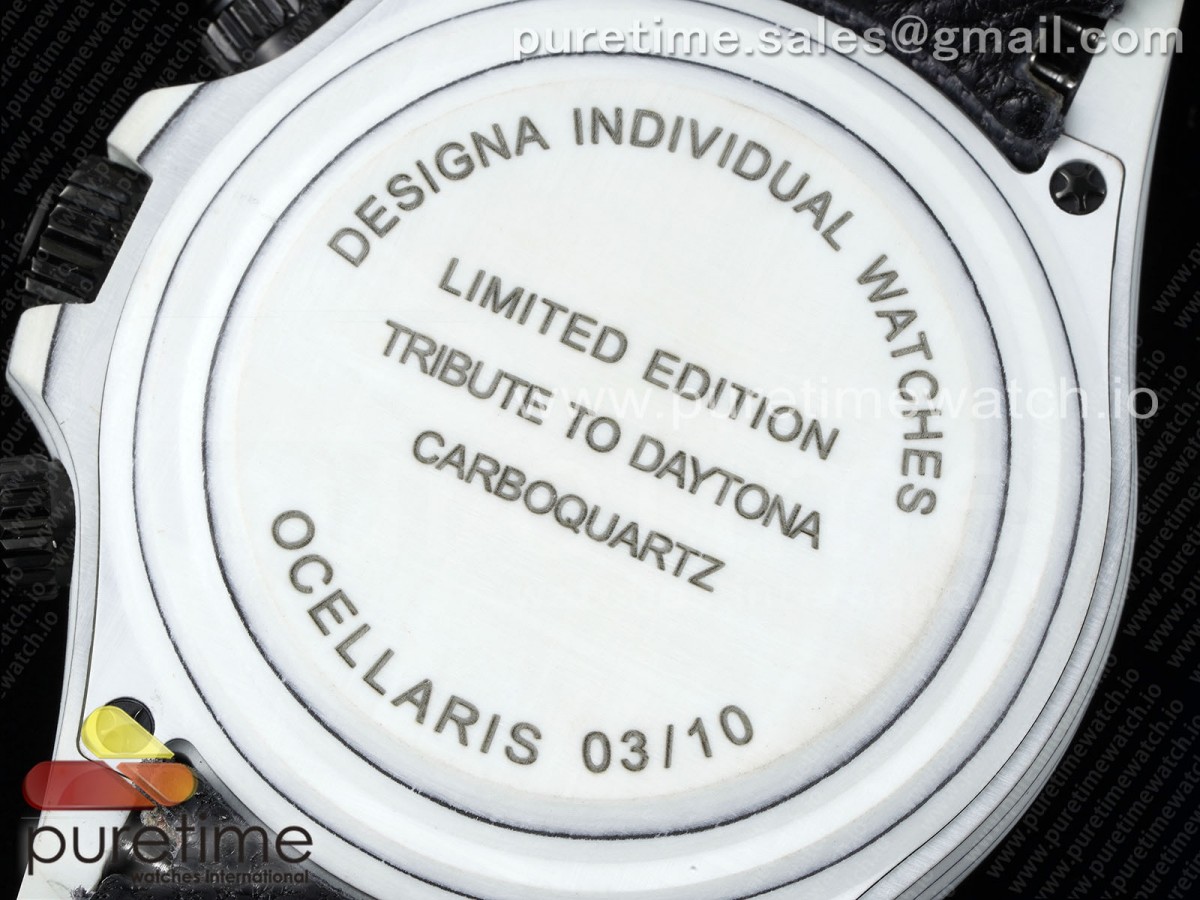 puretime.sales@gmail.com
DESIGNA INDIVIDUAL WATCHES
LIMITED EDITION
TRIBUTE TO DAYTONA
CARBOQUARTZ
OCELLARIS 03/10
www.puretimewatch.io
puretime
watches International